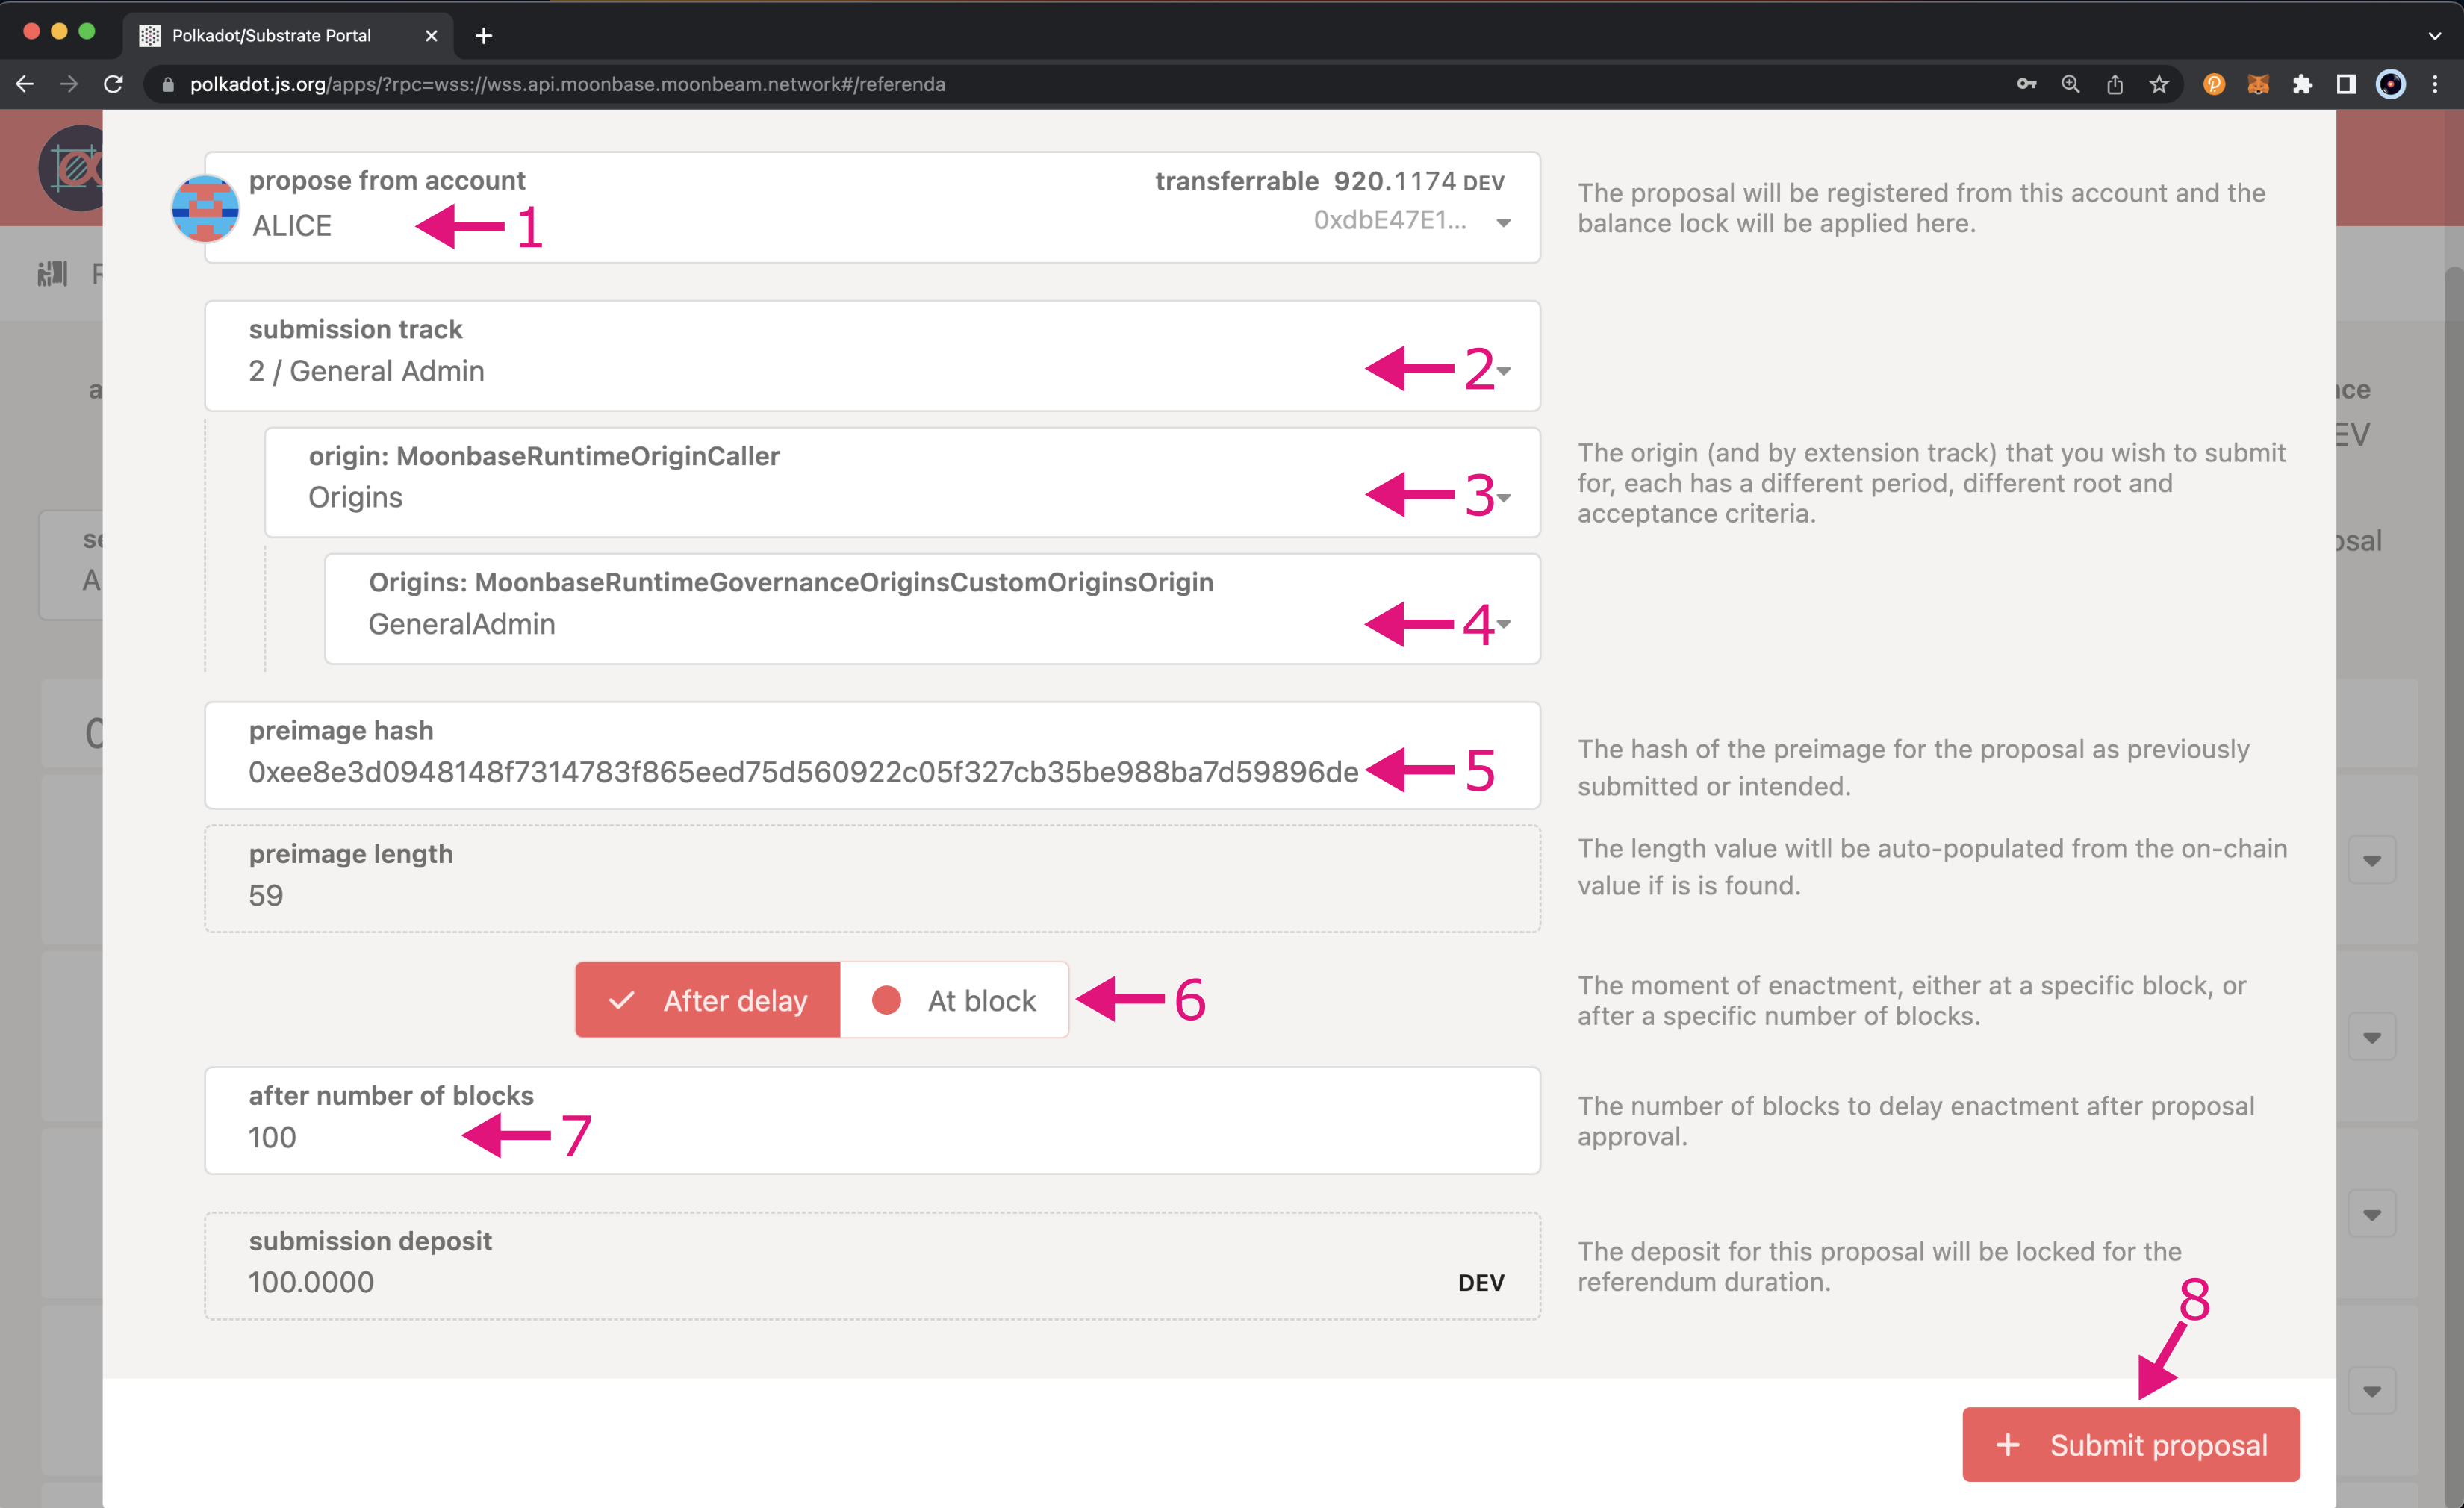 Polkadot/Substrate Portal
polkadot.js.org/apps/?rpc=wss://wss.api.moonbase.moonbeam.network#/referenda
propose from account
transferrable 920.1174 DEV
ALICE
0xdbE47E1...
1
The proposal will be registered from this account and the
balance lock will be applied here.
submission track
2 / General Admin
2
origin: MoonbaseRuntimeOriginCaller
Origins
3
The origin (and by extension track) that you wish to submit
for, each has a different period, different root and
acceptance criteria.
Origins: MoonbaseRuntimeGovernanceOriginsCustomOriginsOrigin
GeneralAdmin
4
preimage hash
0xee8e3d0948148f7314783f865eed75d560922c05f327cb35be988ba7d59896de
5
The hash of the preimage for the proposal as previously
submitted or intended.
preimage length
59
The length value witll be auto-populated from the on-chain
value if is is found.
After delay
At block
6
The moment of enactment, either at a specific block, or
after a specific number of blocks.
after number of blocks
100
7
The number of blocks to delay enactment after proposal
approval.
submission deposit
100.0000
DEV
The deposit for this proposal will be locked for the
referendum duration.
8
+ Submit proposal